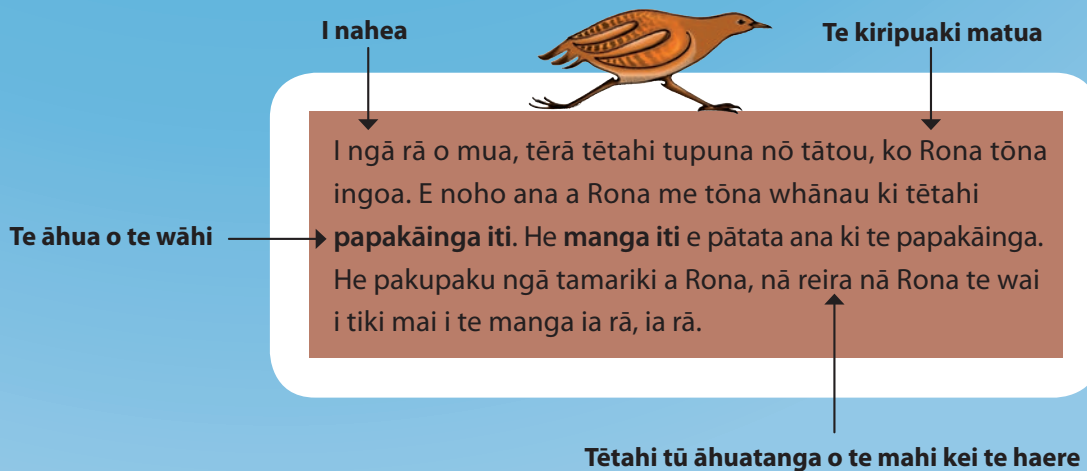 I nahea
Te kiripuaki matua
I ngā rā o mua, tērā tētahi tupuna nō tātou, ko Rona tōna
ingoa. E noho ana a Rona me tōna whānau ki tētahi
Te āhua o te wāhi
papakāinga iti. He manga iti e pātata ana ki te papakāinga.
He pakupaku ngā tamariki a Rona, nā reira nā Rona te wai
i tiki mai i te manga ia rā, ia rā.
Tētahi tū āhuatanga o te mahi kei te haere